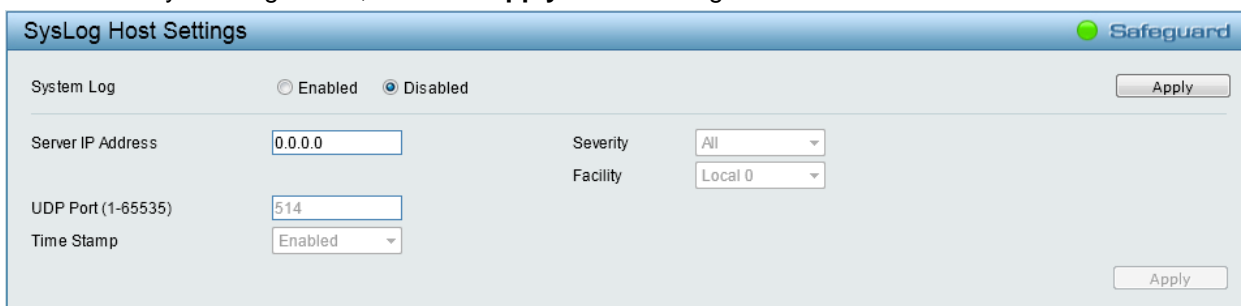 Apply
SysLog Host Settings
Safeguard
System Log Enabled Disabled Apply
Server IP Address 0.0.0.0 Severity All
Facility Local 0
UDP Port (1-65535) 514
Time Stamp Enabled
Apply